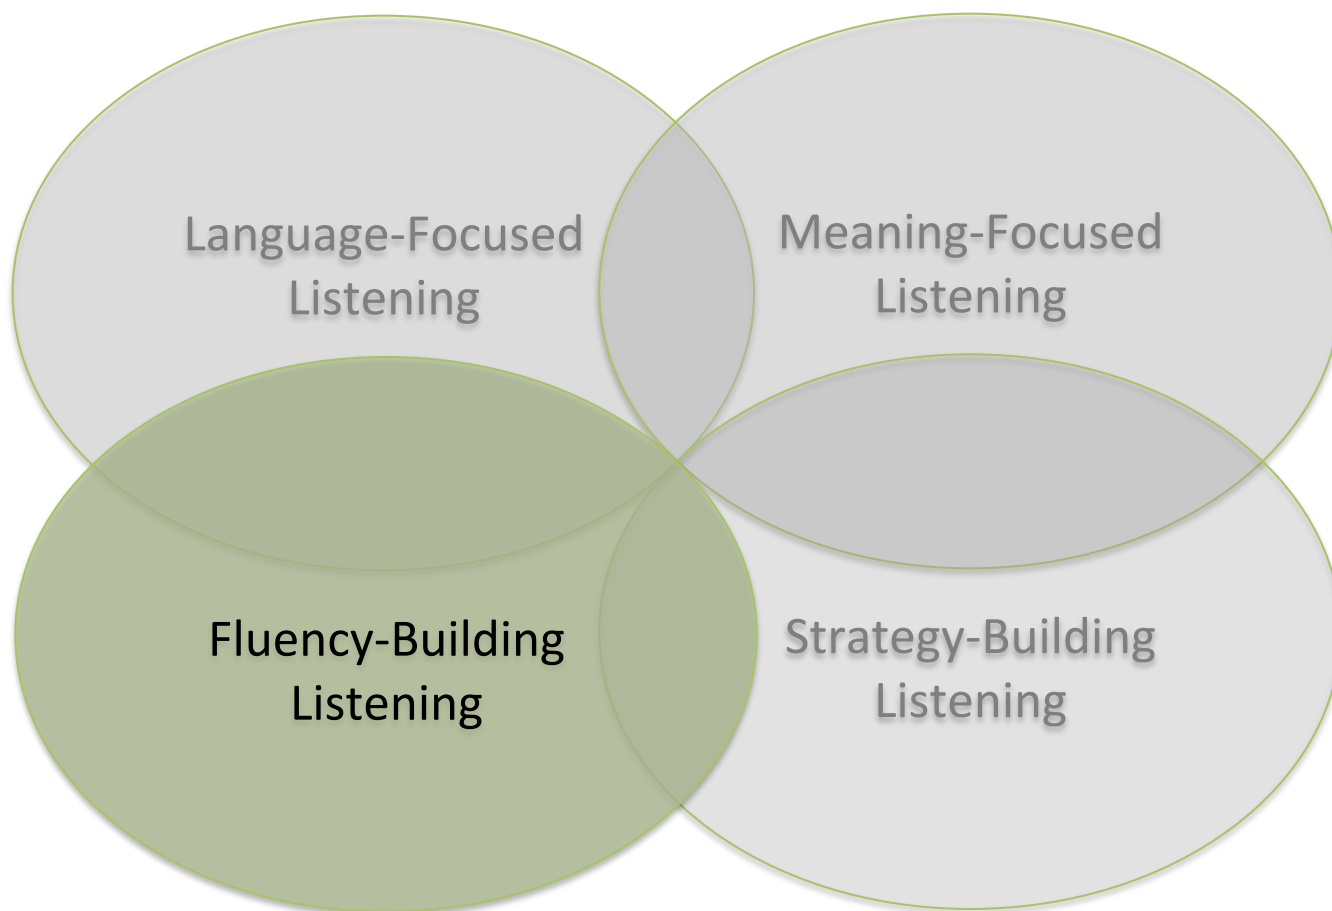 Language-Focused
Listening
Meaning-Focused
Listening
Fluency-Building
Listening
Strategy-Building
Listening